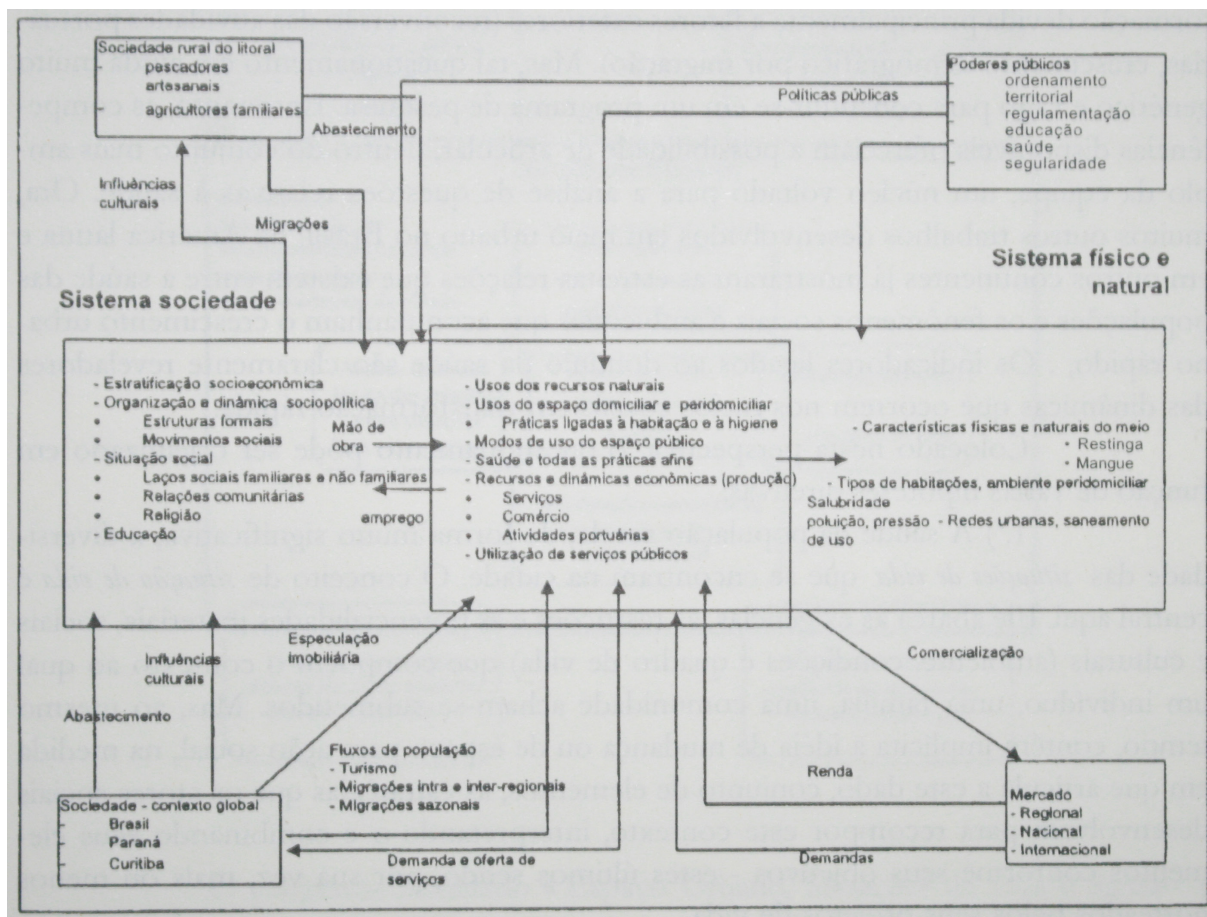 Sociedade rural do litoral
pescadores
artesanais
agricultores familiares
Abastecimento
Políticas públicas
Poderes públicos
ordenamento
territorial
regulamentação
educação
saúde
segularidade
Influências
culturais
Migrações
Sistema físico e
natural
Sistema sociedade
- Estratificação socioeconômica
- Organização e dinâmica sociopolítica
• Estruturas formais
• Movimentos sociais
- Situação social
• Laços sociais familiares e não familiares
• Relações comunitárias
• Religião
- Educação
Mão de
obra
emprego
- Usos dos recursos naturais
- Usos do espaço domiciliar e peridomiciliar
• Práticas ligadas à habitação e à higiene
- Modos de uso do espaço público
- Saúde e todas as práticas afins
- Recursos e dinâmicas econômicas (produção)
• Serviços
• Comércio
• Atividades portuárias
- Utilização de serviços públicos
- Características físicas e naturais do meio
• Restinga
• Mangue
- Tipos de habitações, ambiente peridomiciliar
Salubridade
poluição, pressão
de uso
- Redes urbanas, saneamento
Influências
culturais
Abastecimento
Especulação
imobiliária
Comercialização
Fluxos de população
- Turismo
- Migrações intra e inter-regionais
- Migrações sazonais
Sociedade - contexto global
- Brasil
- Paraná
- Curitiba
Demanda e oferta de
serviços
Renda
Demandas
Mercado
- Regional
- Nacional
- Internacional